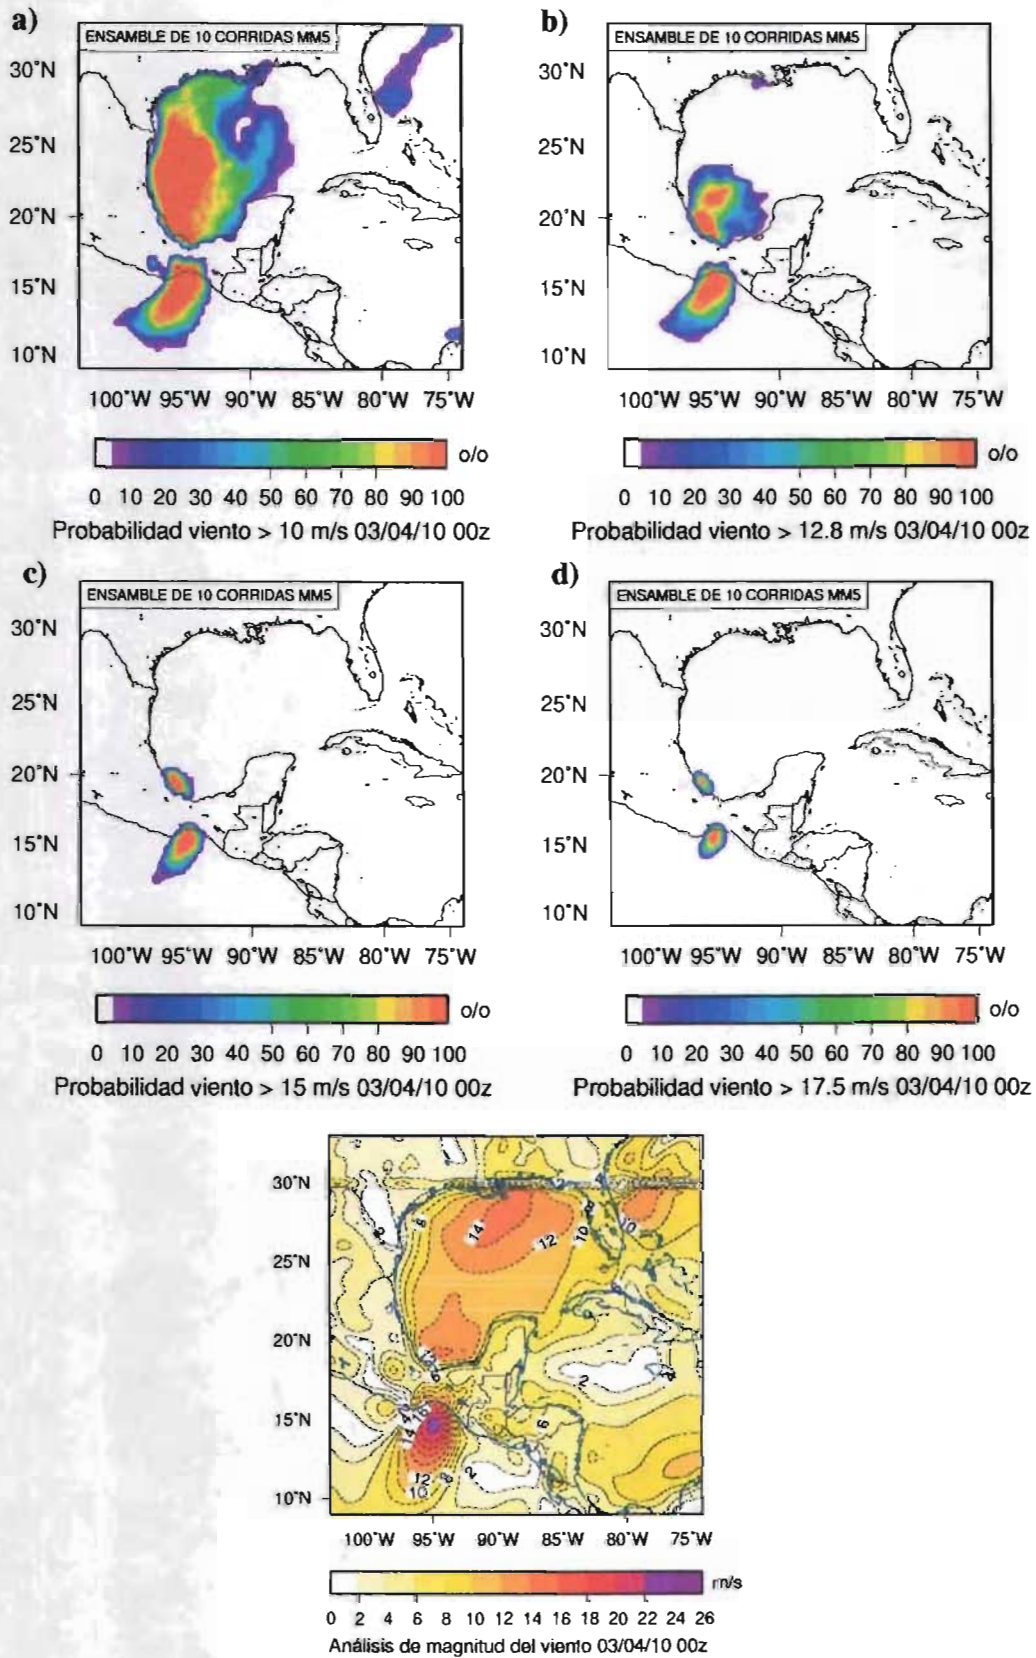 a)
b)
ENSAMBLE DE 10 CORRIDAS MM5
ENSAMBLE DE 10 CORRIDAS MM5
30°N
25°N
20°N
15°N
10°N
30°N
25°N
20°N
15°N
10°N
100°W 95°W 90°W 85°W 80°W 75°W
100°W 95°W 90°W 85°W 80°W 75°W
o/o
o/o
0 10 20 30 40 50 60 70 80 90 100
0 10 20 30 40 50 60 70 80 90 100
Probabilidad viento > 10 m/s 03/04/10 00z
Probabilidad viento > 12.8 m/s 03/04/10 00z
c)
d)
ENSAMBLE DE 10 CORRIDAS MM5
ENSAMBLE DE 10 CORRIDAS MM5
30°N
25°N
20°N
15°N
10°N
30°N
25°N
20°N
15°N
10°N
100°W 95°W 90°W 85°W 80°W 75°W
100°W 95°W 90°W 85°W 80°W 75°W
o/o
o/o
0 10 20 30 40 50 60 70 80 90 100
0 10 20 30 40 50 60 70 80 90 100
Probabilidad viento > 15 m/s 03/04/10 00z
Probabilidad viento > 17.5 m/s 03/04/10 00z
30°N
25°N
20°N
15°N
10°N
8
14
12
10
10
2
6
14
12
10
8
2
100°W 95°W 90°W 85°W 80°W 75°W
m/s
0 2 4 6 8 10 12 14 16 18 20 22 24 26
Análisis de magnitud del viento 03/04/10 00z